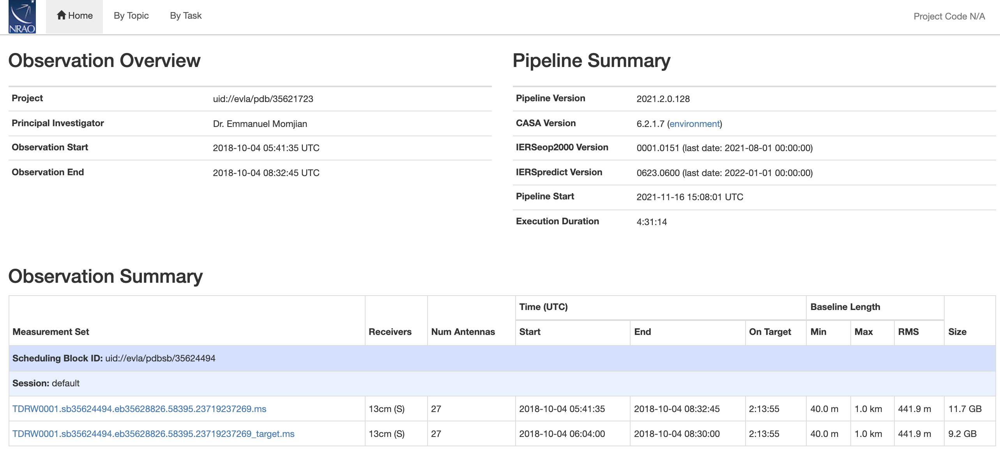 NRAO
Home By Topic By Task Project Code N/A
Observation Overview
Project uid://evla/pdb/35621723
Principal Investigator Dr. Emmanuel Momjian
Observation Start 2018-10-04 05:41:35 UTC
Observation End 2018-10-04 08:32:45 UTC
Pipeline Summary
Pipeline Version 2021.2.0.128
CASA Version 6.2.1.7 (environment)
IERSeop2000 Version 0001.0151 (last date: 2021-08-01 00:00:00)
IERSpredict Version 0623.0600 (last date: 2022-01-01 00:00:00)
Pipeline Start 2021-11-16 15:08:01 UTC
Execution Duration 4:31:14
Observation Summary
Time (UTC) Baseline Length
Measurement Set Receivers Num Antennas Start End On Target Min Max RMS Size
Scheduling Block ID: uid://evla/pdbsb/35624494
Session: default
TDRW0001.sb35624494.eb35628826.58395.23719237269.ms 13cm (S) 27 2018-10-04 05:41:35 2018-10-04 08:32:45 2:13:55 40.0 m 1.0 km 441.9 m 11.7 GB
TDRW0001.sb35624494.eb35628826.58395.23719237269_target.ms 13cm (S) 27 2018-10-04 06:04:00 2018-10-04 08:30:00 2:13:55 40.0 m 1.0 km 441.9 m 9.2 GB